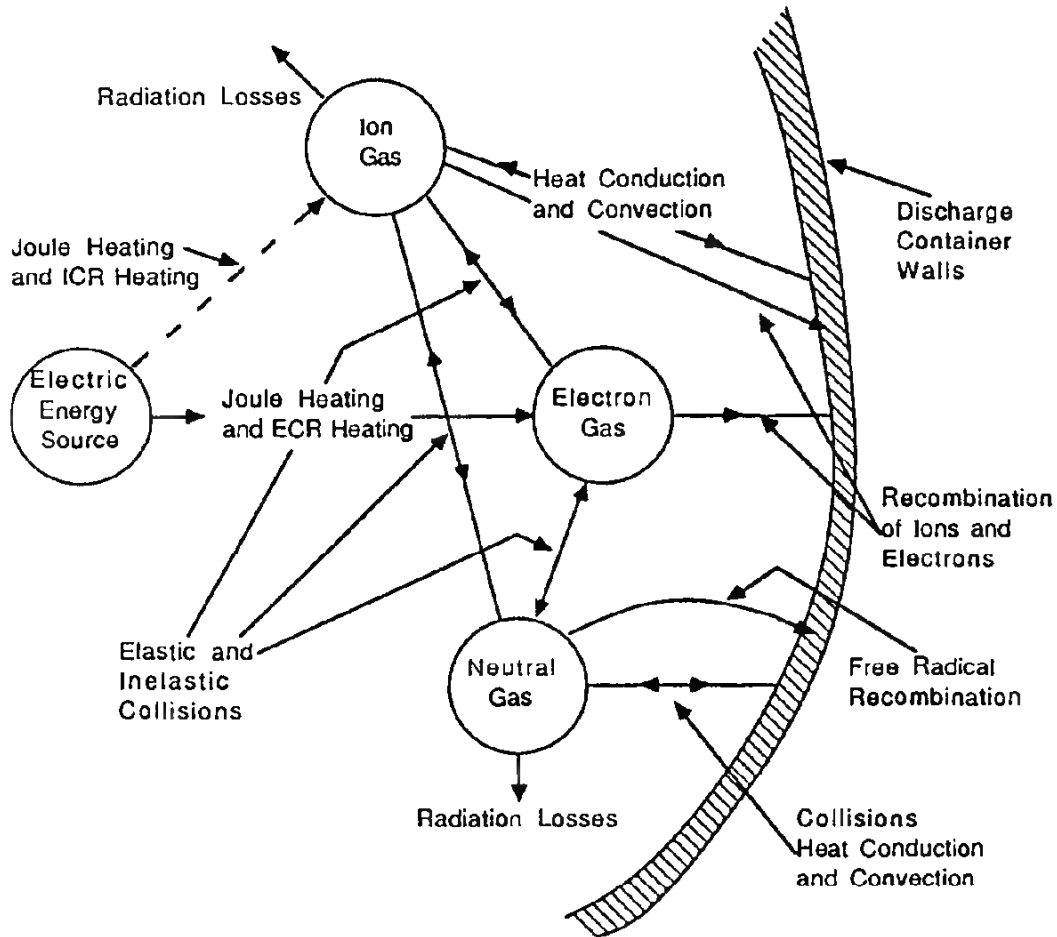 Radiation Losses
Ion
Gas
Heat Conduction
and Convection
Discharge
Container
Walls
Joule Heating
and ICR Heating
Electric
Energy
Source
Joule Heating
and ECR Heating
Electron
Gas
Recombination
of Ions and
Electrons
Elastic and
Inelastic
Collisions
Neutral
Gas
Free Radical
Recombination
Radiation Losses
Collisions
Heat Conduction
and Convection